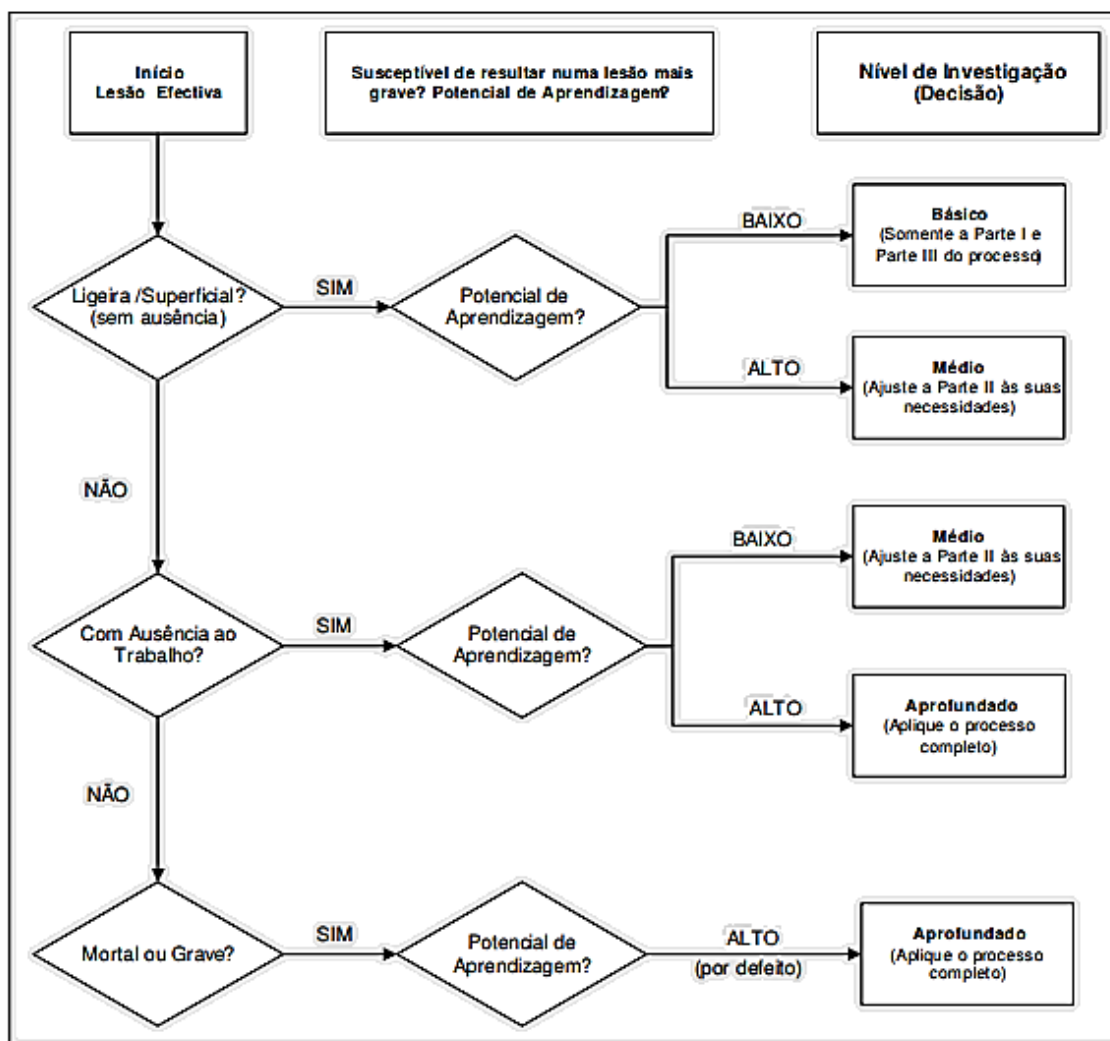 Início
Lesão Efectiva
Susceptível de resultar numa lesão mais
grave? Potencial de Aprendizagem?
Nível de Investigação
(Decisão)
Ligeira /Superficial?
(sem ausência)
SIM
Potencial de
Aprendizagem?
BAIXO
Básico
(Somente a Parte I e
Parte III do processo)
ALTO
Médio
(Ajuste a Parte II às suas
necessidades)
NÃO
Com Ausência ao
Trabalho?
SIM
Potencial de
Aprendizagem?
BAIXO
Médio
(Ajuste a Parte II às suas
necessidades)
ALTO
Aprofundado
(Aplique o processo
completo)
NÃO
Mortal ou Grave?
SIM
Potencial de
Aprendizagem?
ALTO
(por defeito)
Aprofundado
(Aplique o processo
completo)